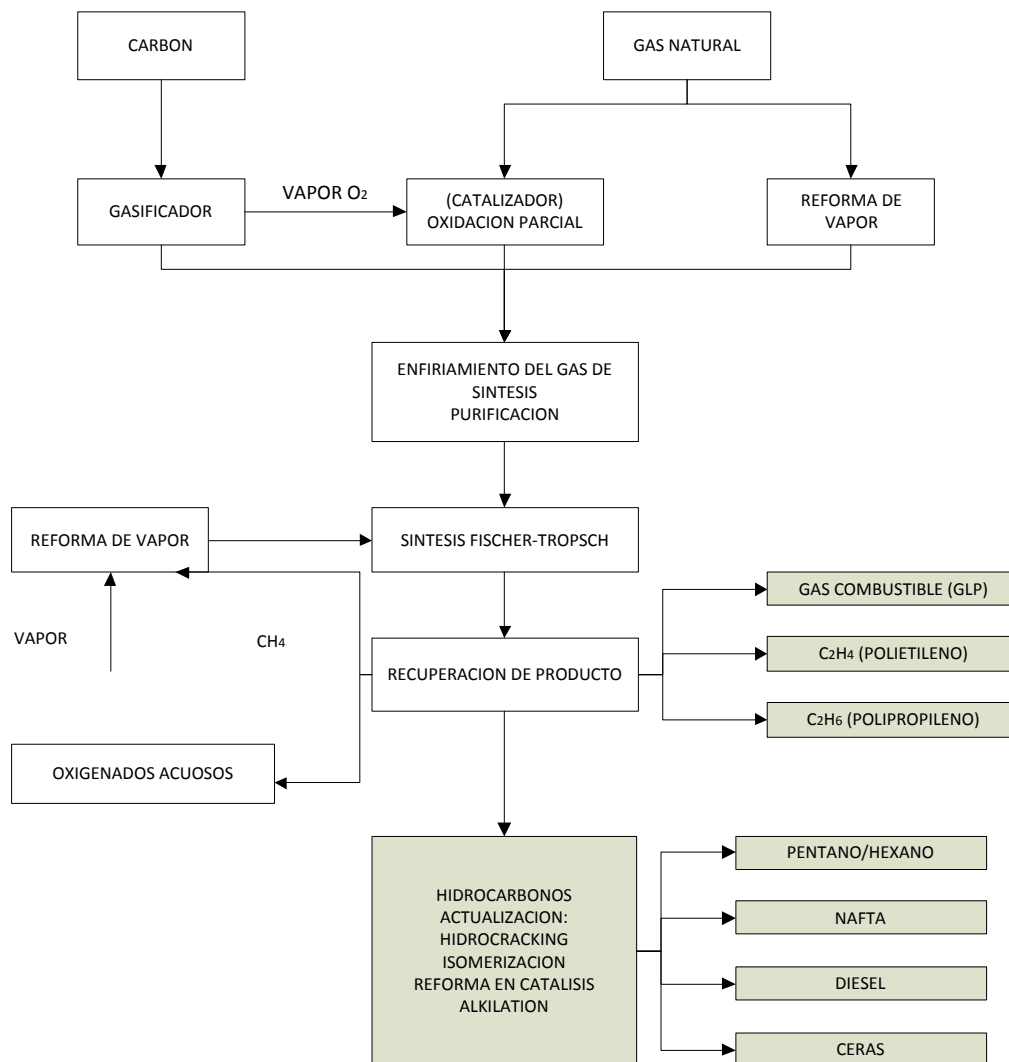 CARBON
GAS NATURAL
GASIFICADOR
VAPOR O2
(CATALIZADOR)
OXIDACION PARCIAL
REFORMA DE
VAPOR
ENFIRIAMIENTO DEL GAS DE
SINTESIS
PURIFICACION
REFORMA DE VAPOR
SINTESIS FISCHER-TROPSCH
GAS COMBUSTIBLE (GLP)
VAPOR
CH4
RECUPERACION DE PRODUCTO
C2H4 (POLIETILENO)
C2H6 (POLIPROPILENO)
OXIGENADOS ACUOSOS
HIDROCARBONOS
ACTUALIZACION:
HIDROCRACKING
ISOMERIZACION
REFORMA EN CATALISIS
ALKILATION
PENTANO/HEXANO
NAFTA
DIESEL
CERAS